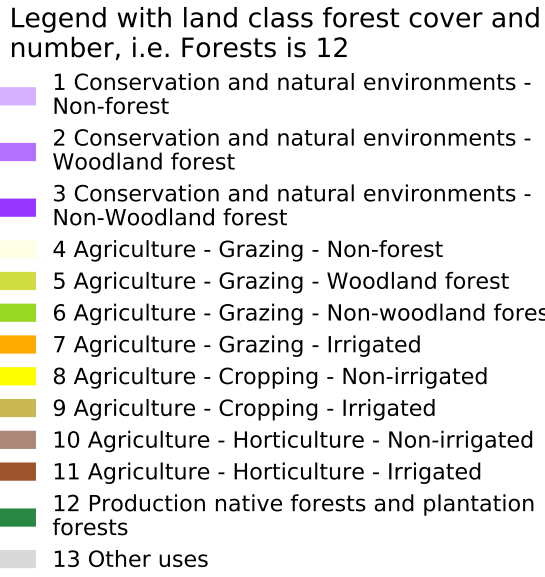 Legend with land class forest cover and
number, i.e. Forests is 12
1 Conservation and natural environments -
Non-forest
2 Conservation and natural environments -
Woodland forest
3 Conservation and natural environments -
Non-Woodland forest
4 Agriculture - Grazing - Non-forest
5 Agriculture - Grazing - Woodland forest
6 Agriculture - Grazing - Non-woodland fores
7 Agriculture - Grazing - Irrigated
8 Agriculture - Cropping - Non-irrigated
9 Agriculture - Cropping - Irrigated
10 Agriculture - Horticulture - Non-irrigated
11 Agriculture - Horticulture - Irrigated
12 Production native forests and plantation
forests
13 Other uses